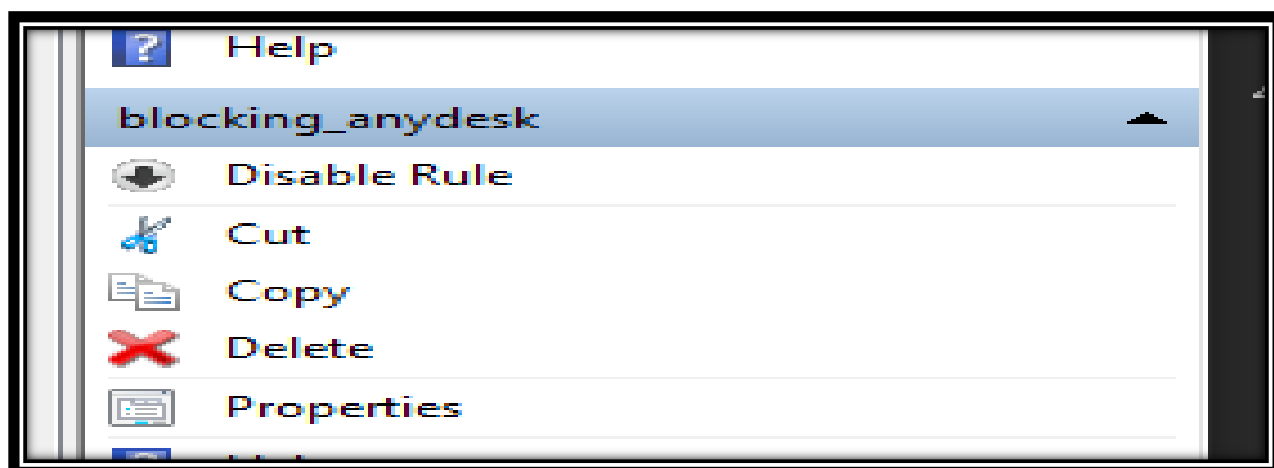 Help
blocking_anydesk
Disable Rule
Cut
Copy
Delete
Properties